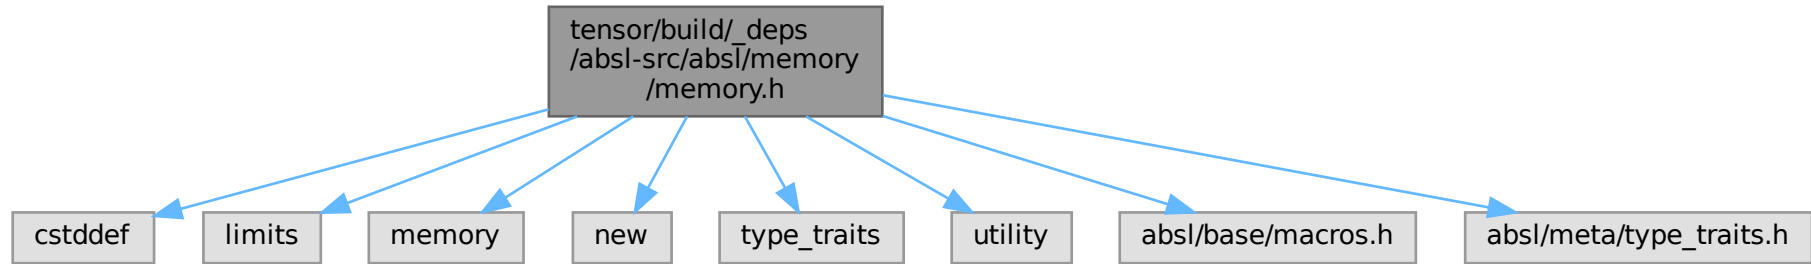 tensor/build/_deps
/absl-src/absl/memory
/memory.h
cstddef
limits
memory
new
type_traits
utility
absl/base/macros.h
absl/meta/type_traits.h